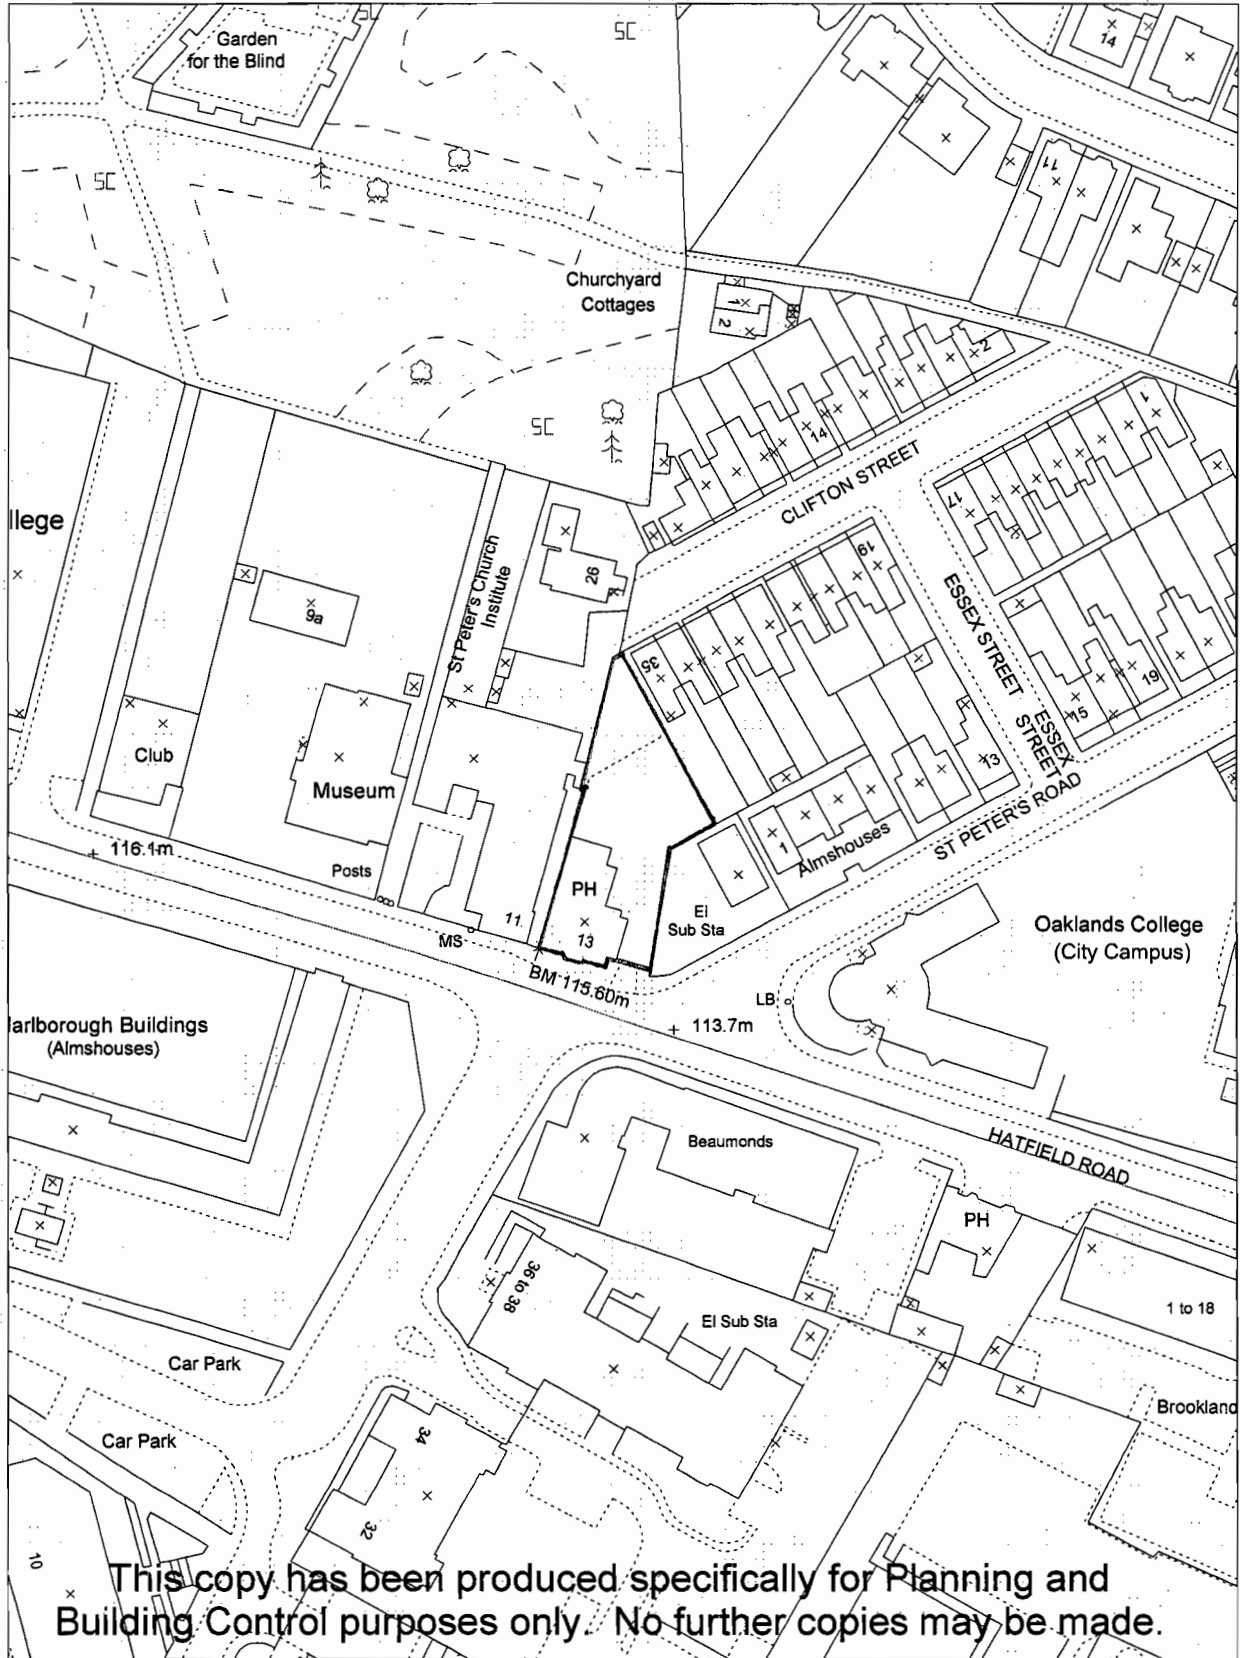 SC
SC
14
Garden
for the Blind
11
SC
Churchyard
Cottages
1
2
2
14
1
SC
CLIFTON STREET
17
llege
19
26
St Peter's Church
Institute
9a
ESSEX STREET
35
19
15
ESSEX
STREET
Club
Museum
13
ST PETER'S ROAD
1
Almshouses
116.1m
Posts
PH
El
Sub Sta
11
13
MS
BM 115.60m
Oaklands College
(City Campus)
LB
113.7m
arlborough Buildings
(Almshouses)
Beaumonds
HATFIELD ROAD
PH
36 to 38
El Sub Sta
1 to 18
Car Park
Brookland
Car Park
34
32
10
This copy has been produced specifically for Planning and
Building Control purposes only. No further copies may be made.